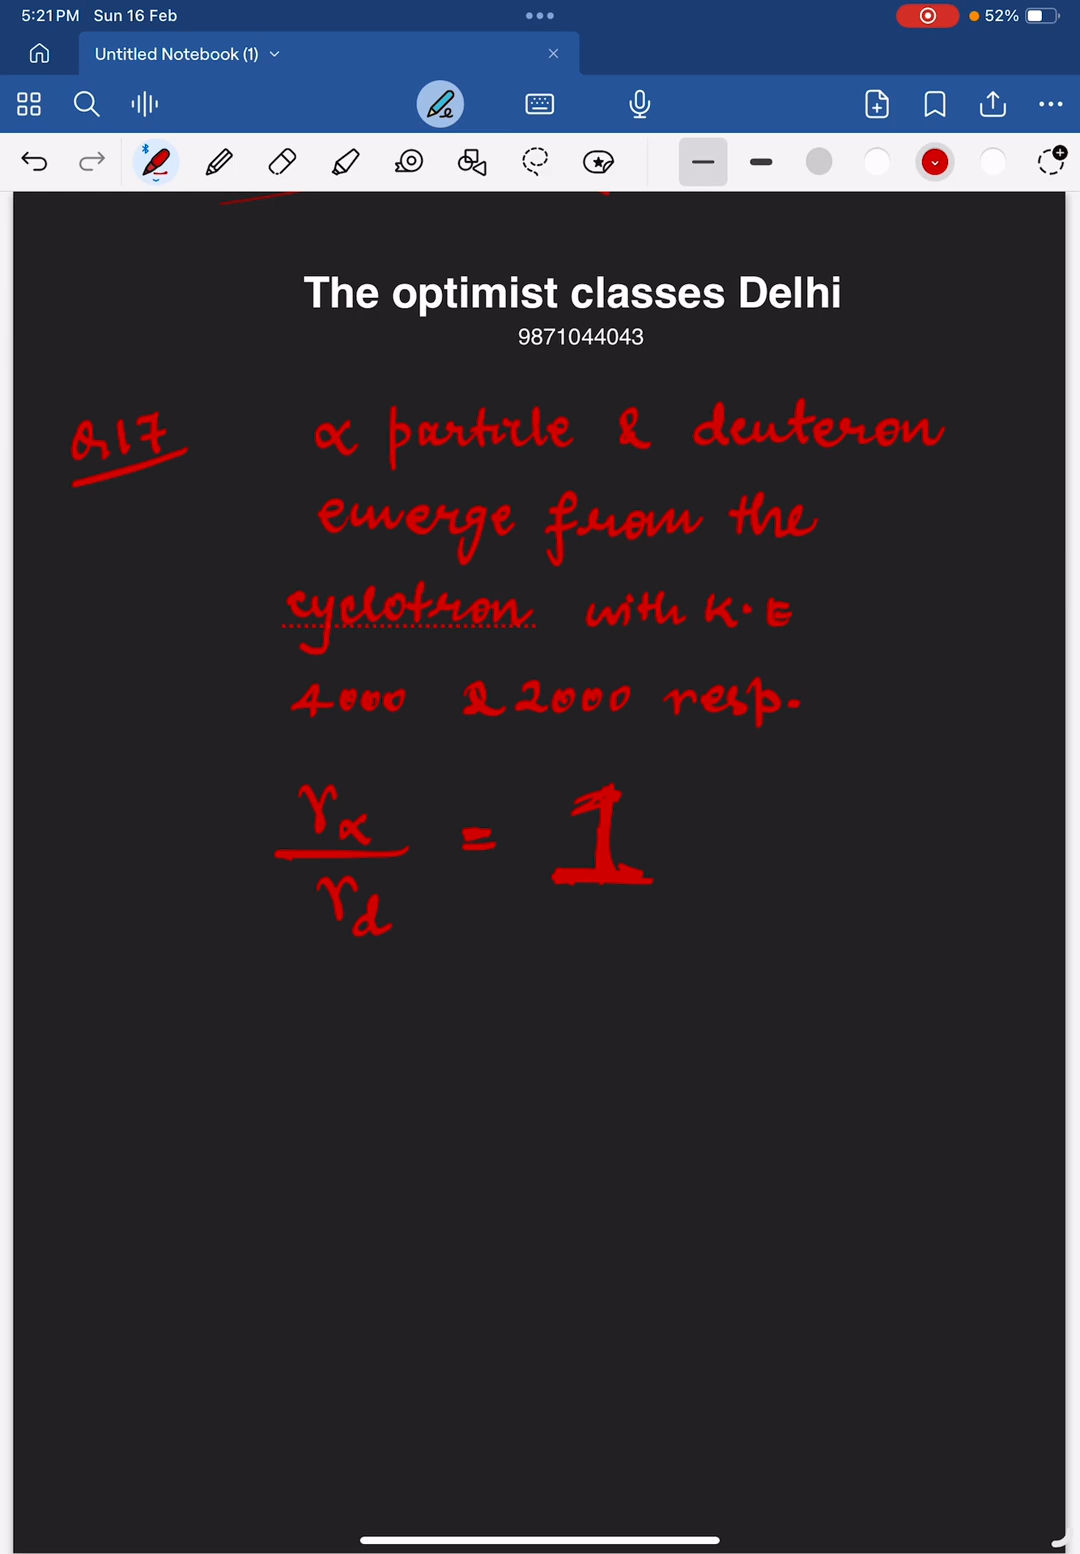 5:21 PM Sun 16 Feb
52%
Untitled Notebook (1)
The optimist classes Delhi
9871044043
Q17 α particle & deuteron
emerge from the
cyclotron with K.E
4000 & 2000 resp.
rα
= 1
rd